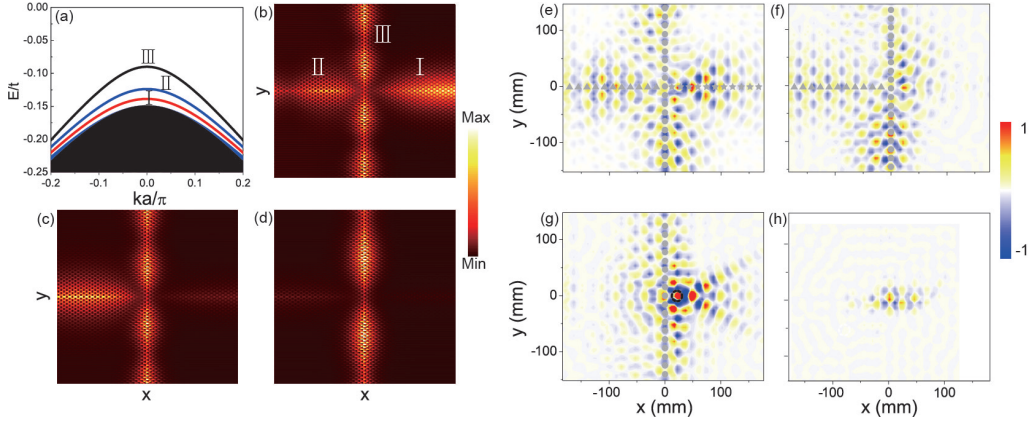 (a)
0.00
-0.05
-0.10
-0.15
-0.20
-0.25
E/t
Ⅲ
Ⅱ
-0.2 -0.1 0.0 0.1 0.2
ka/π
(b)
Ⅲ
Ⅱ
Ⅰ
y
Max
Min
(c)
y
x
(d)
x
(e)
100
0
-100
y (mm)
(f)
1
-1
(g)
100
0
-100
y (mm)
-100 0 100
x (mm)
(h)
-100 0 100
x (mm)